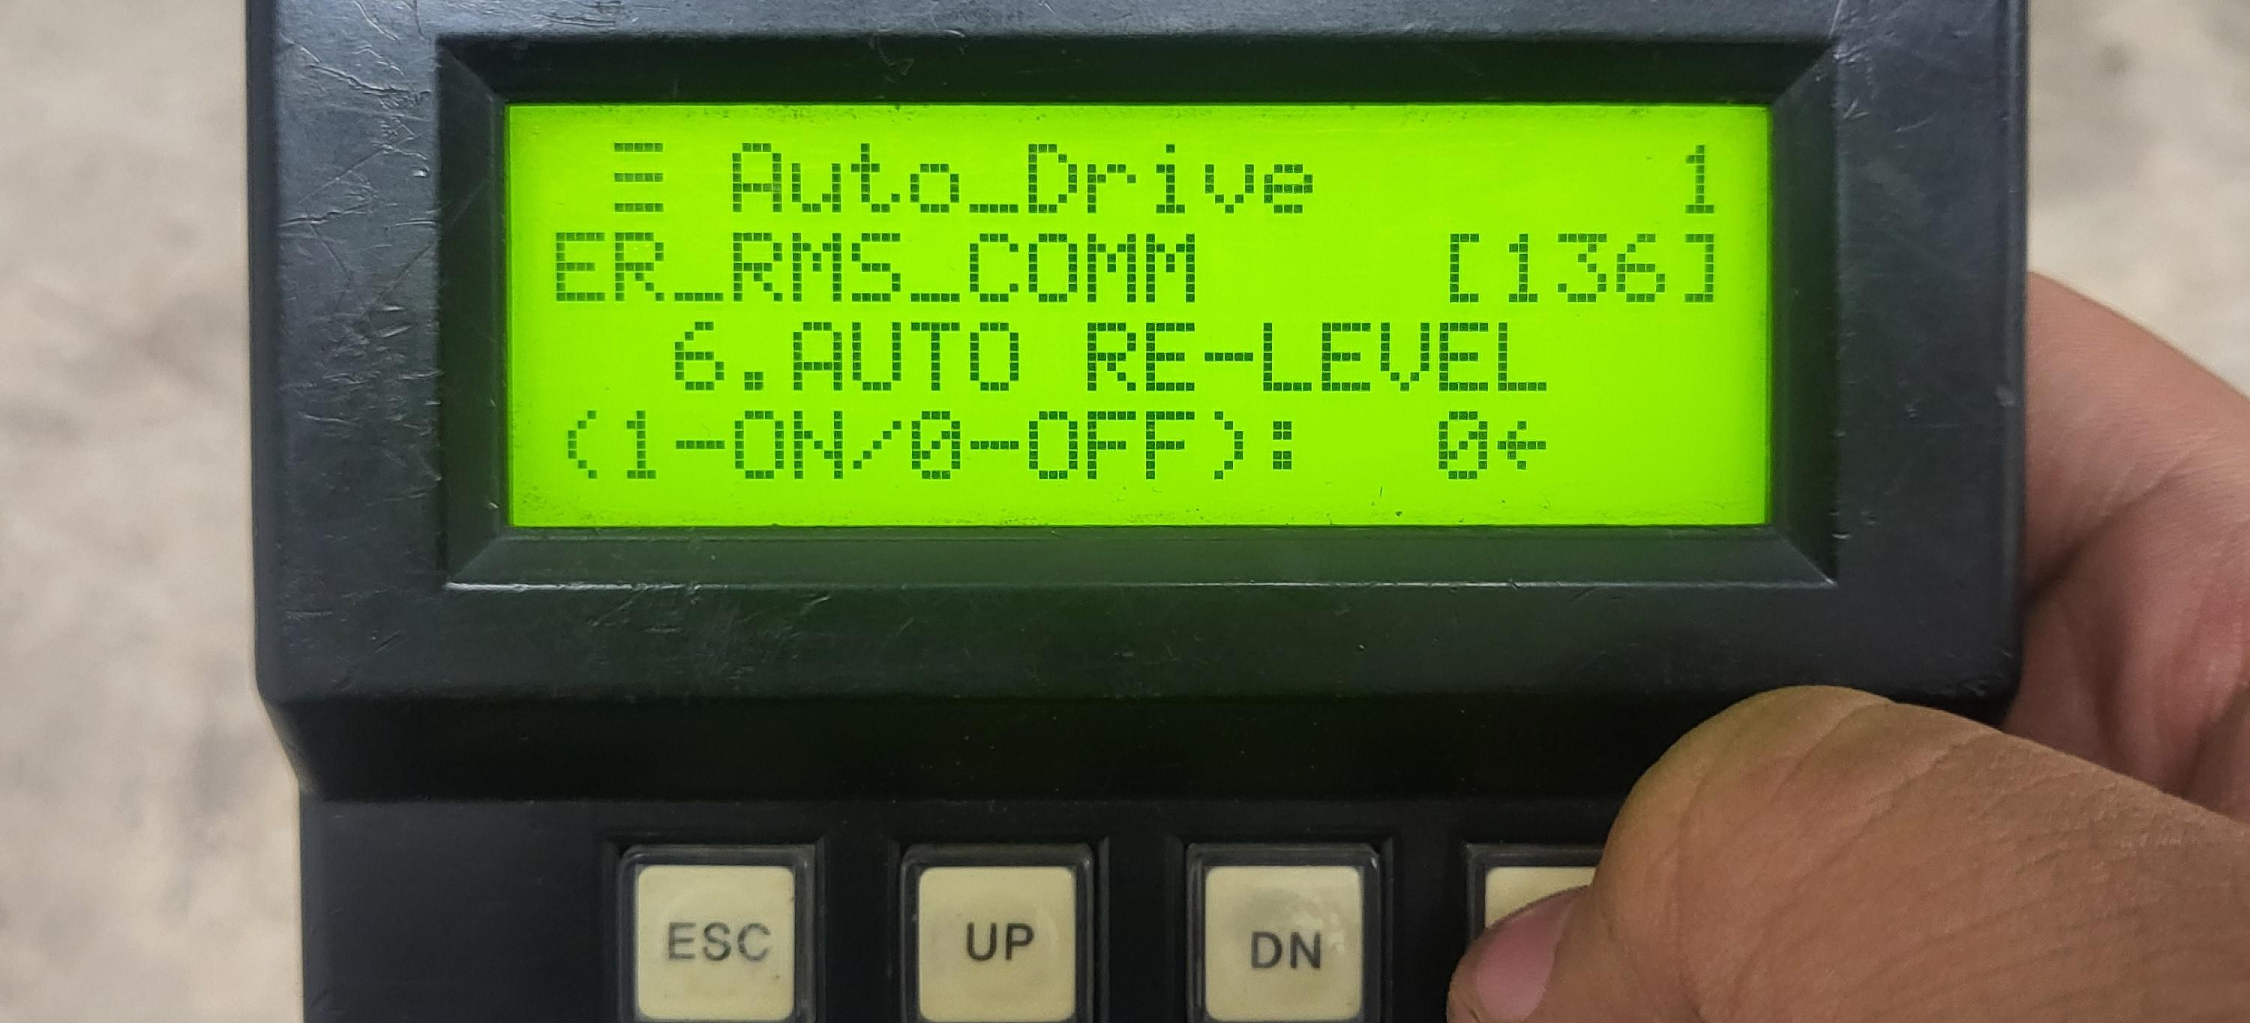 ☰ Auto_Drive 1
ER_RMS_COMM [136]
6.AUTO RE-LEVEL
(1-ON/0-OFF): 0←
ESC UP DN